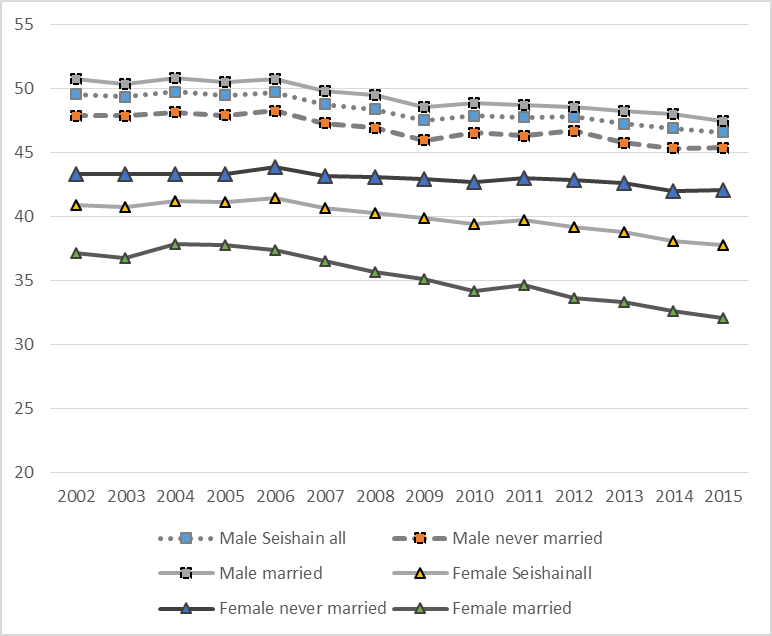 55
50
45
40
35
30
25
20
2002 2003 2004 2005 2006 2007 2008 2009 2010 2011 2012 2013 2014 2015
Male Seishain all Male never married
Male married Female Seishainall
Female never married Female married